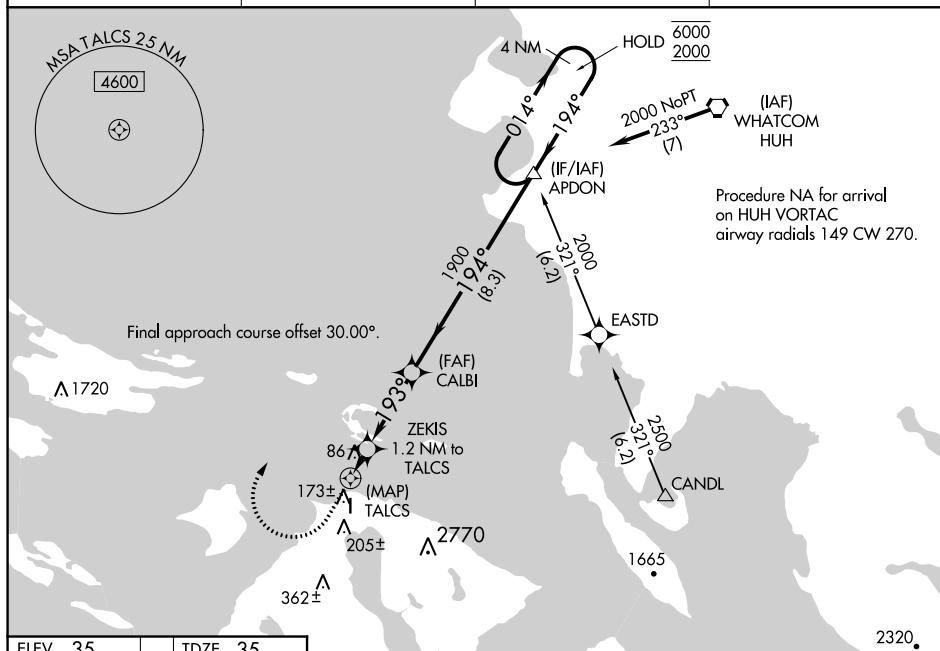 MSA TALCS 25 NM
4600
4 NM
HOLD
6000
2000
014°
194°
2000 NoPT
233°
(7)
(IAF)
WHATCOM
HUH
(IF/IAF)
APDON
Procedure NA for arrival
on HUH VORTAC
airway radials 149 CW 270.
1900
194°
(8.3)
2000
321°
(6.2)
EASTD
Final approach course offset 30.00°.
(FAF)
CALBI
1720
193°
ZEKIS
1.2 NM to
TALCS
86
2500
321°
(6.2)
CANDL
173±
(MAP)
TALCS
205±
2770
1665
362±
2320
ELEV 35
TDZE 35